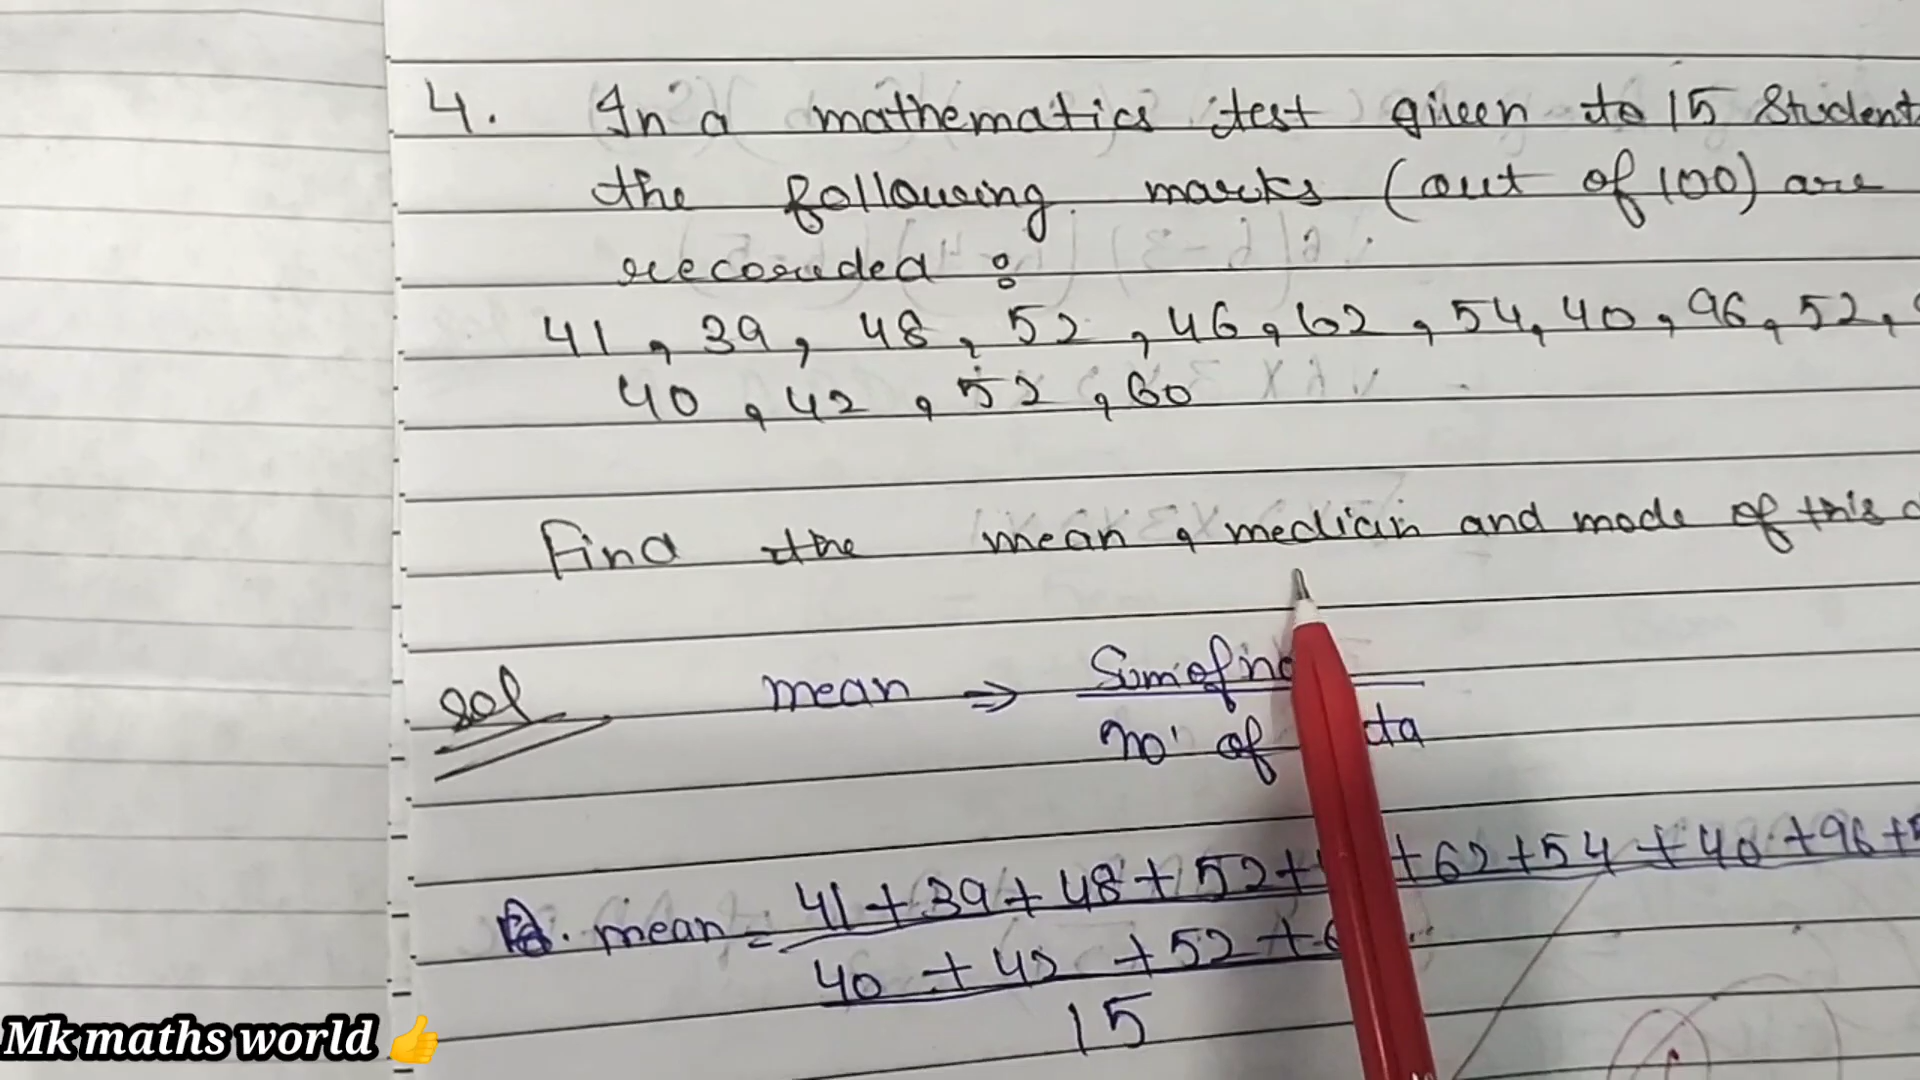 4. In a mathematics test given to 15 Student
the following marks (out of 100) are
recorded :
41, 39, 48, 52, 46, 62, 54, 40, 96, 52,
40, 42, 52, 60
Find the mean, median and mode of this
Sol mean ⇒ Sum of no
no. of ta
mean = 41+39+48+52+ +62+54+40+96+
40 + 42 + 52 +
15
Mk maths world 👍